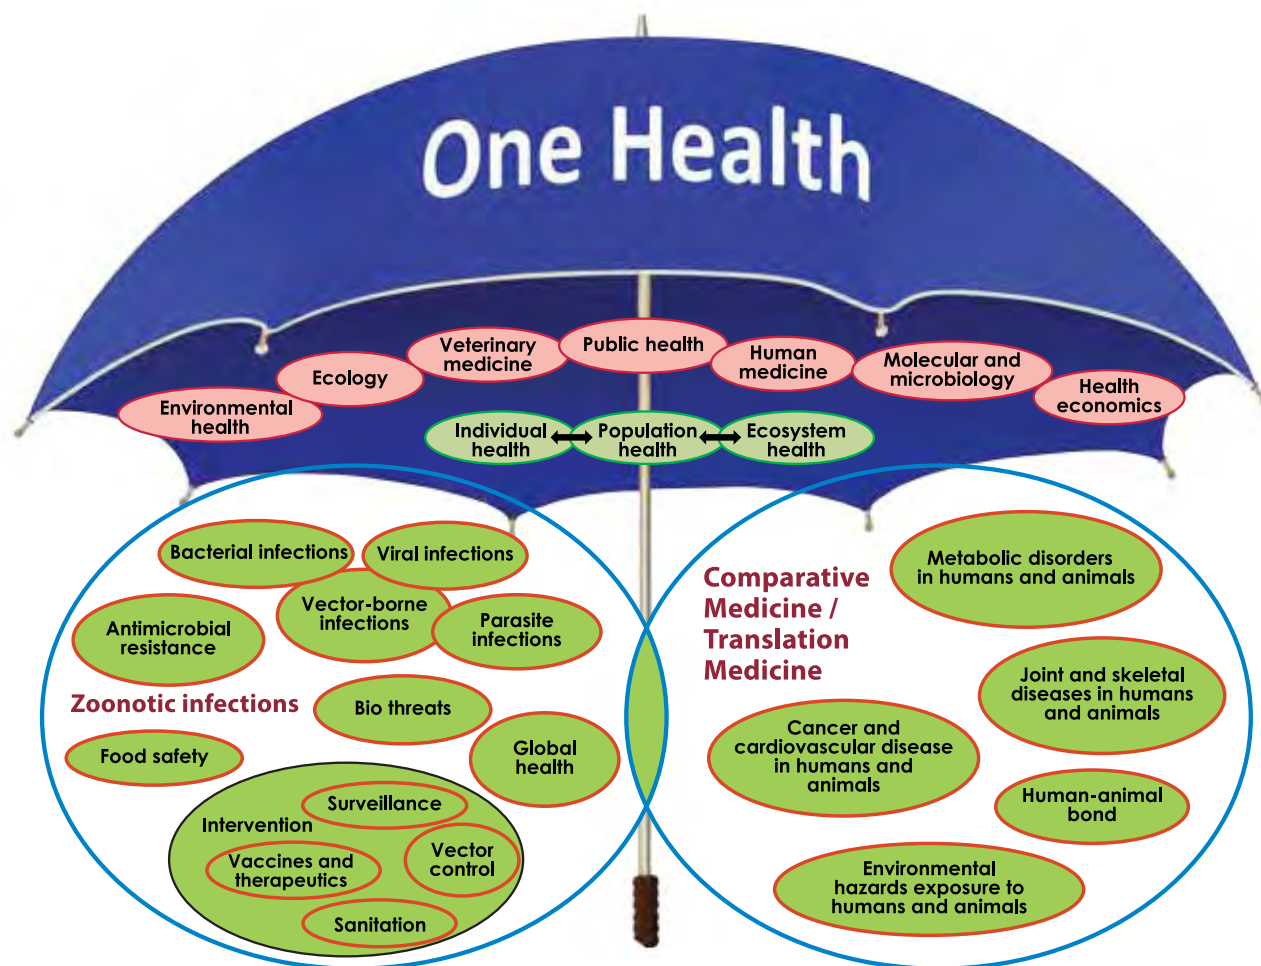 One Health
Public health
Veterinary
medicine
Human
medicine
Molecular and
microbiology
Ecology
Health
economics
Environmental
health
Individual
health
Population
health
Ecosystem
health
Bacterial infections
Viral infections
Vector-borne
infections
Parasite
infections
Antimicrobial
resistance
Zoonotic infections
Bio threats
Food safety
Global
health
Surveillance
Intervention
Vaccines and
therapeutics
Vector
control
Sanitation
Comparative
Medicine /
Translation
Medicine
Metabolic disorders
in humans and animals
Joint and skeletal
diseases in humans
and animals
Cancer and
cardiovascular disease
in humans and
animals
Human-animal
bond
Environmental
hazards exposure to
humans and animals